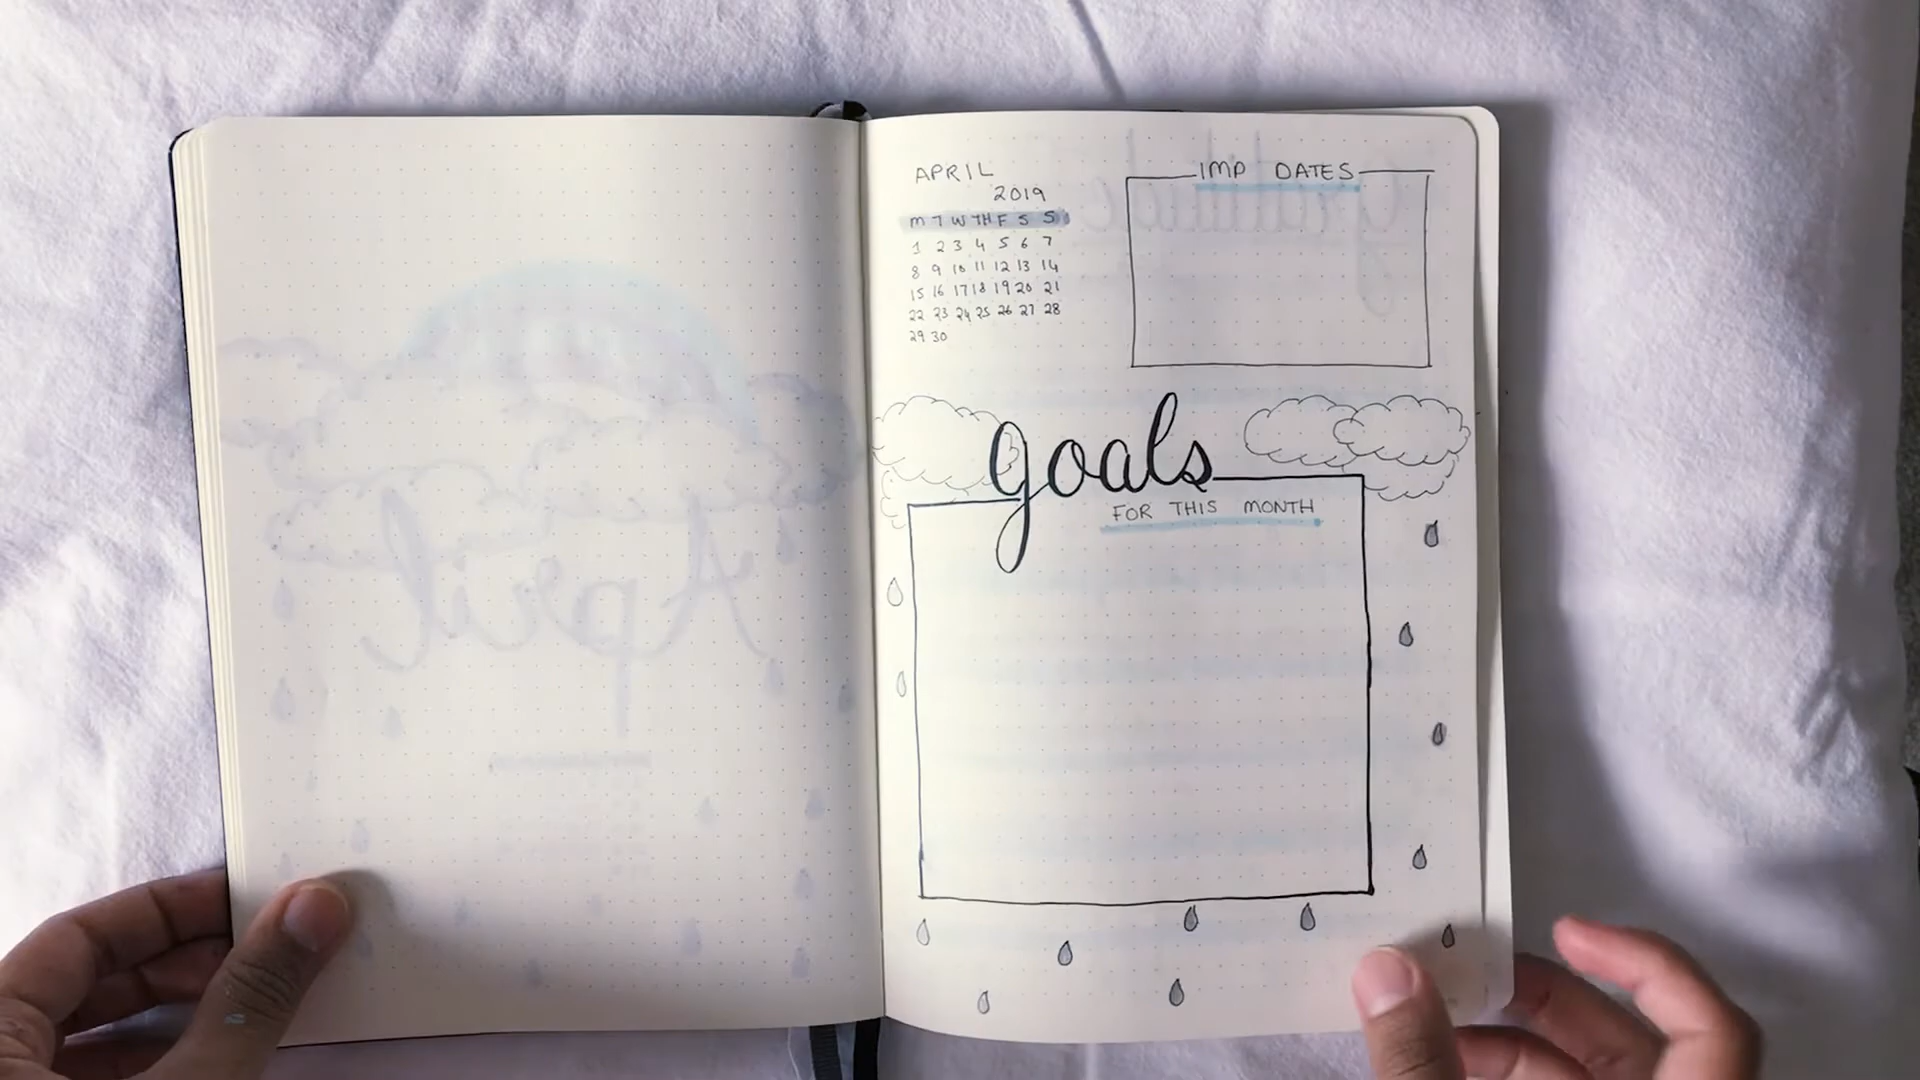 APRIL
2019
M T W TH F S S
1 2 3 4 5 6 7
8 9 10 11 12 13 14
15 16 17 18 19 20 21
22 23 24 25 26 27 28
29 30
IMP DATES
goals
FOR THIS MONTH
April
gratitude